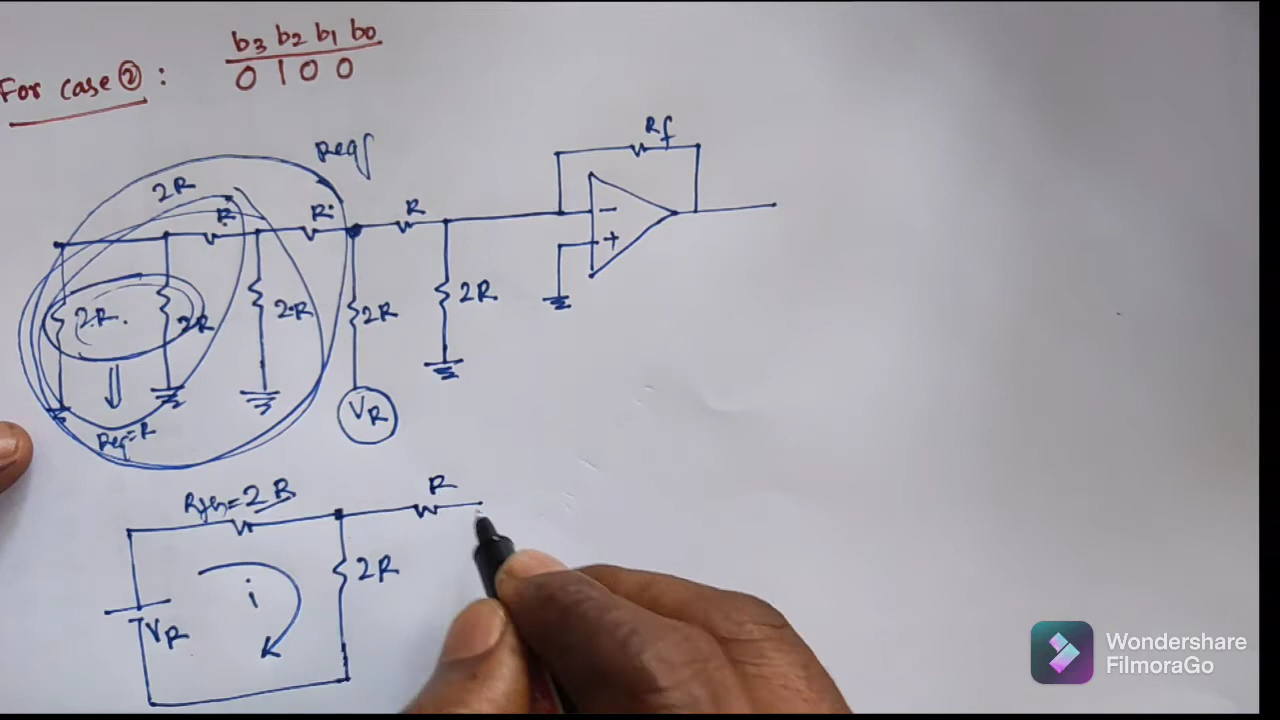 b3 b2 b1 b0
For case ② :
0 1 0 0
Rf
Req
2R
R
R
R
-
+
2R
2R
2R
2R
2R
VR
Req=R
Rth=2R
R
2R
i
VR
Wondershare
FilmoraGo